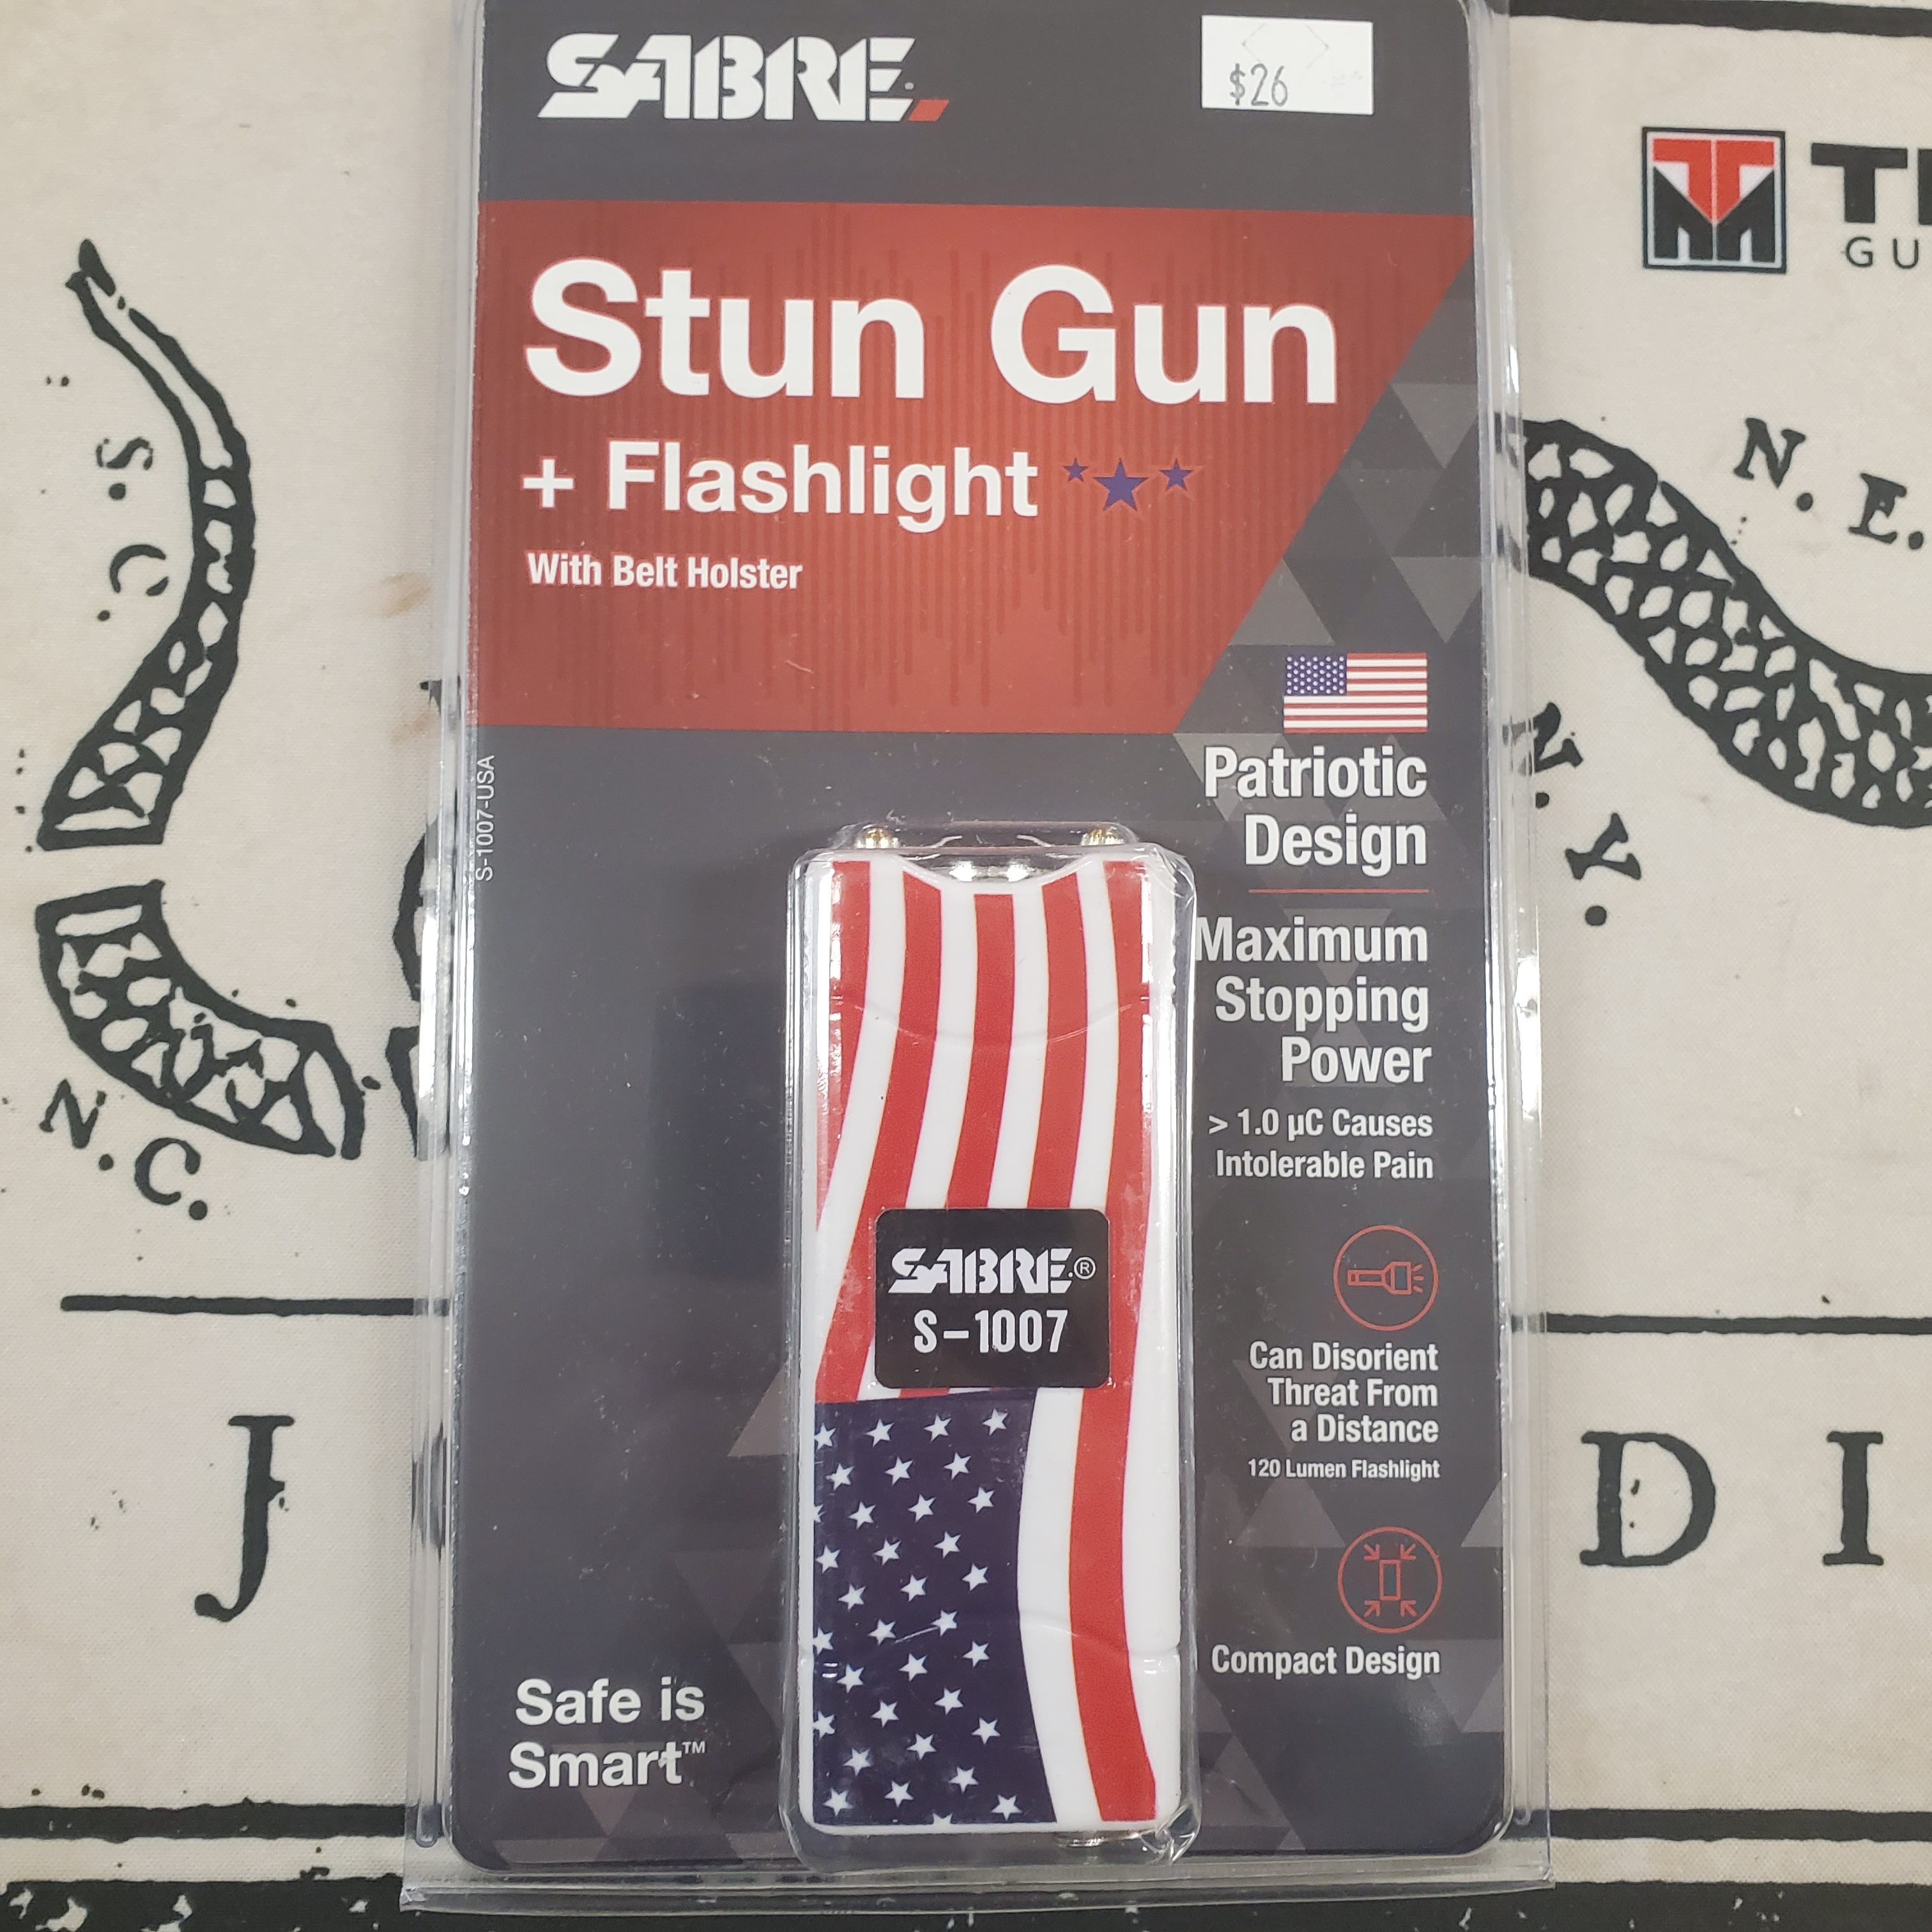 SABRE
$26
Stun Gun
+ Flashlight
With Belt Holster
S-1007-USA
Patriotic
Design
Maximum
Stopping
Power
> 1.0 µC Causes
Intolerable Pain
SABRE®
S-1007
Can Disorient
Threat From
a Distance
120 Lumen Flashlight
Compact Design
Safe is
Smart™
S. C.
N. C.
N. E.
N. Y.
J
D I
GU